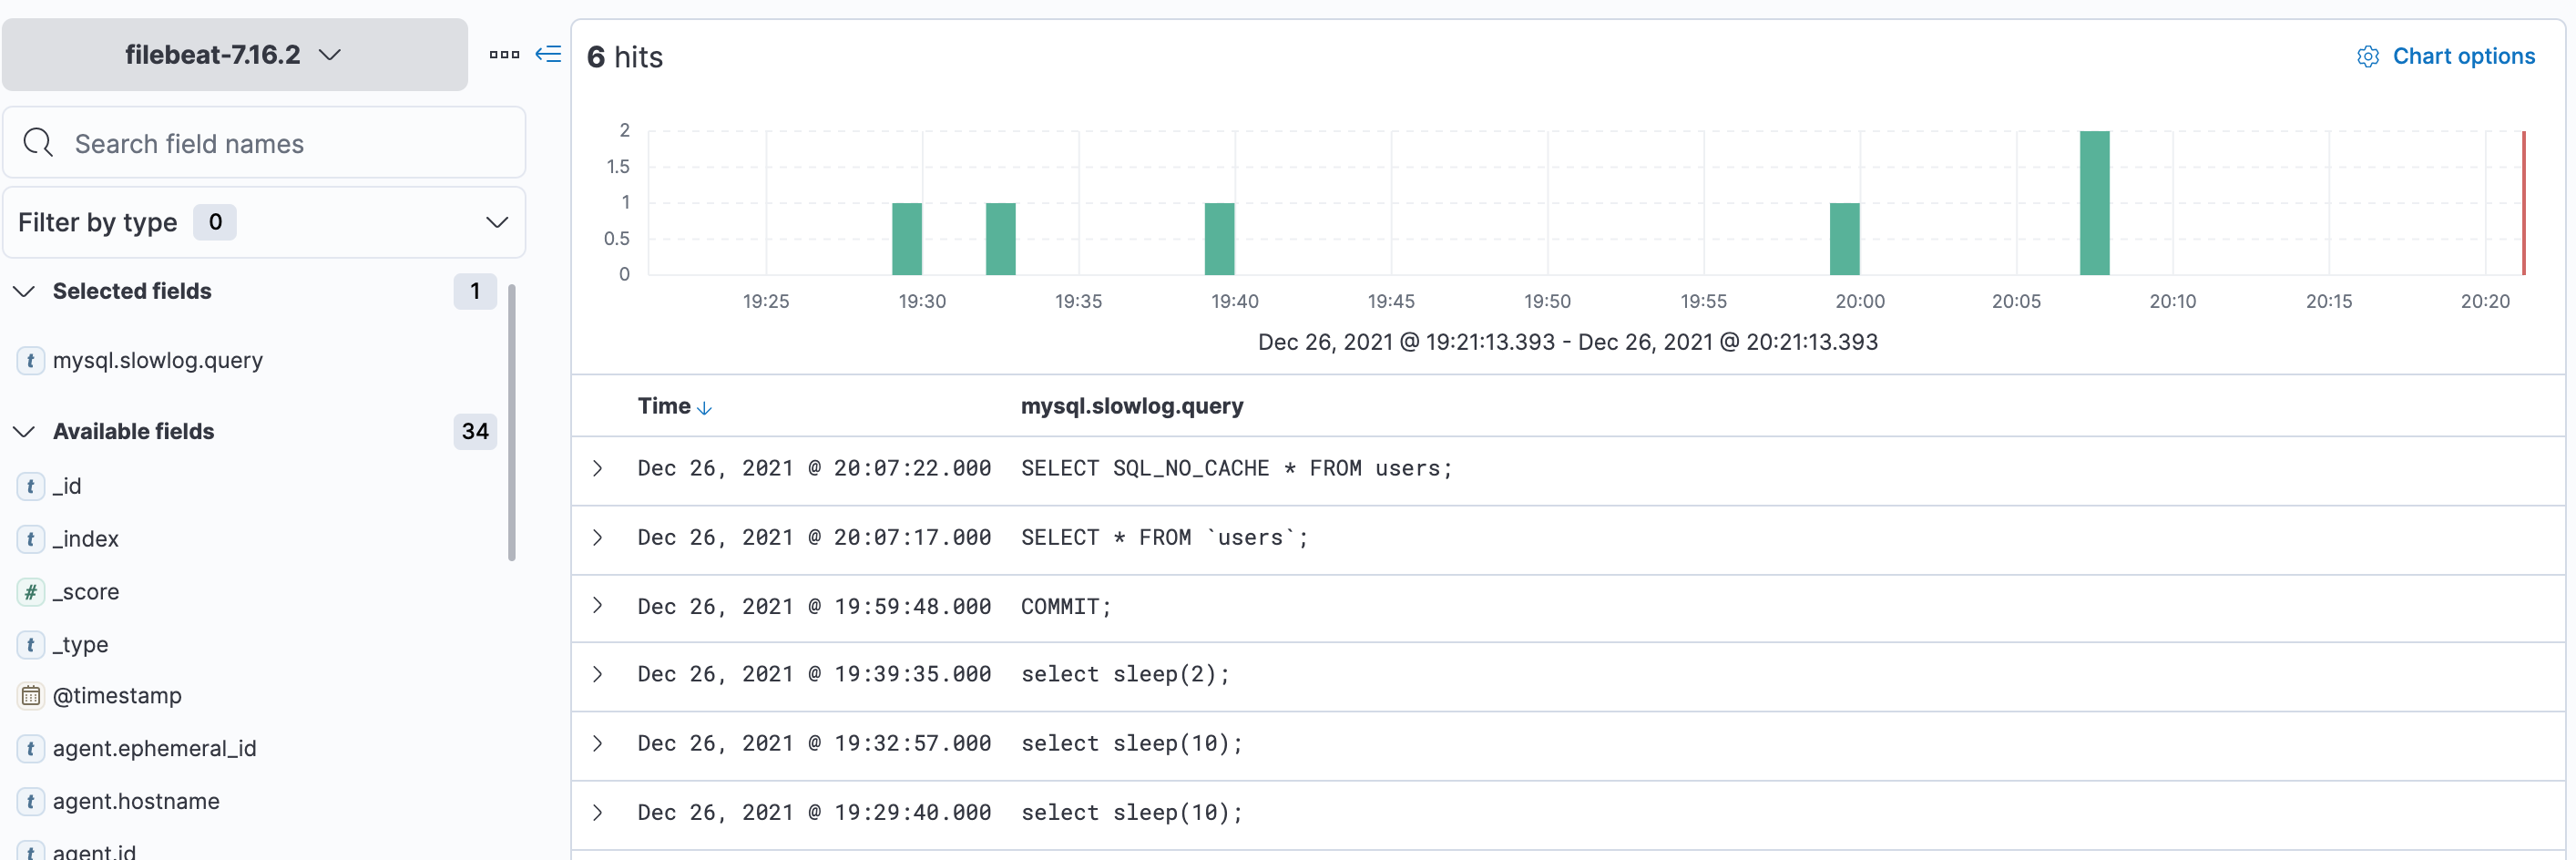 filebeat-7.16.2
Search field names
Filter by type 0
Selected fields 1
t mysql.slowlog.query
Available fields 34
t _id
t _index
# _score
t _type
@timestamp
t agent.ephemeral_id
t agent.hostname
t agent.id
6 hits
Chart options
2
1.5
1
0.5
0
19:25 19:30 19:35 19:40 19:45 19:50 19:55 20:00 20:05 20:10 20:15 20:20
Dec 26, 2021 @ 19:21:13.393 - Dec 26, 2021 @ 20:21:13.393
Time mysql.slowlog.query
Dec 26, 2021 @ 20:07:22.000 SELECT SQL_NO_CACHE * FROM users;
Dec 26, 2021 @ 20:07:17.000 SELECT * FROM `users`;
Dec 26, 2021 @ 19:59:48.000 COMMIT;
Dec 26, 2021 @ 19:39:35.000 select sleep(2);
Dec 26, 2021 @ 19:32:57.000 select sleep(10);
Dec 26, 2021 @ 19:29:40.000 select sleep(10);